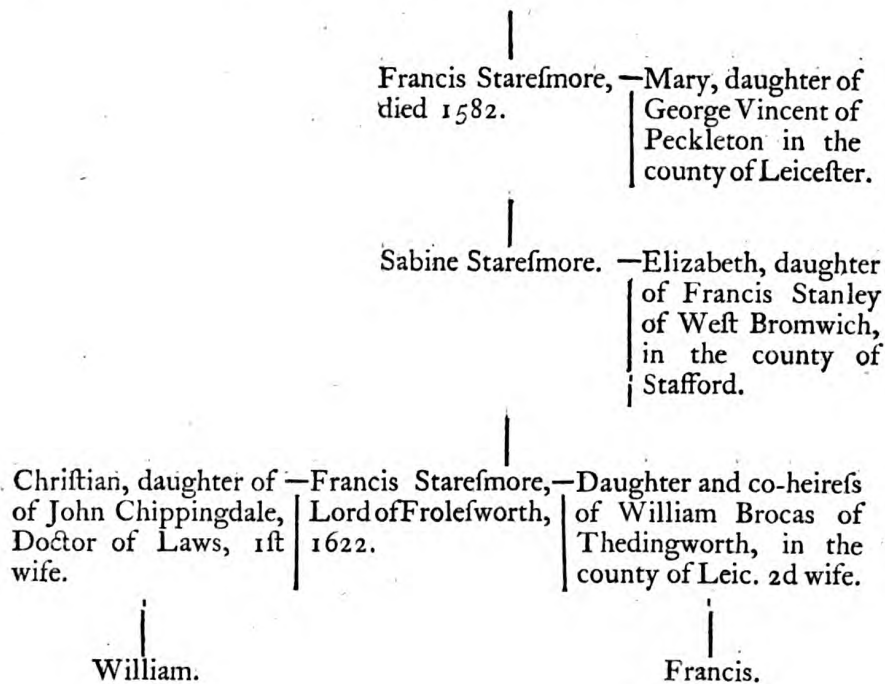 Francis Stareſmore,
died 1582.
—Mary, daughter of
George Vincent of
Peckleton in the
county of Leiceſter.
Sabine Stareſmore.
—Elizabeth, daughter
of Francis Stanley
of Weſt Bromwich,
in the county of
Stafford.
Chriſtian, daughter of
of John Chippingdale,
Doctor of Laws, 1ſt
wife.
—Francis Stareſmore,
Lord of Froleſworth,
1622.
—Daughter and co-heireſs
of William Brocas of
Thedingworth, in the
county of Leic. 2d wife.
William.
Francis.